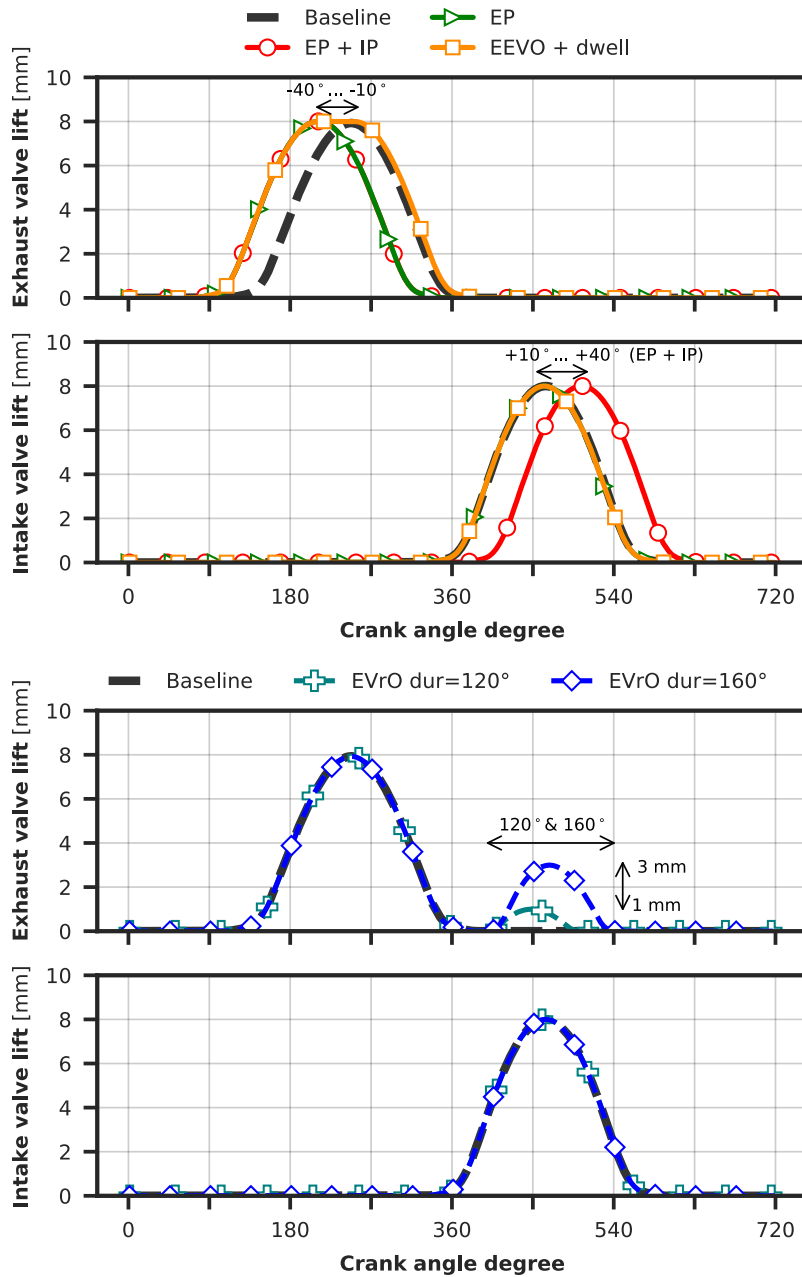 Baseline EP
EP + IP EEVO + dwell
-40°... -10°
Exhaust valve lift [mm]
10
8
6
4
2
0
+10°... +40° (EP + IP)
Intake valve lift [mm]
10
8
6
4
2
0
0 180 360 540 720
Crank angle degree
Baseline EVrO dur=120° EVrO dur=160°
Exhaust valve lift [mm]
10
8
6
4
2
0
120°& 160°
3 mm
1 mm
Intake valve lift [mm]
10
8
6
4
2
0
0 180 360 540 720
Crank angle degree